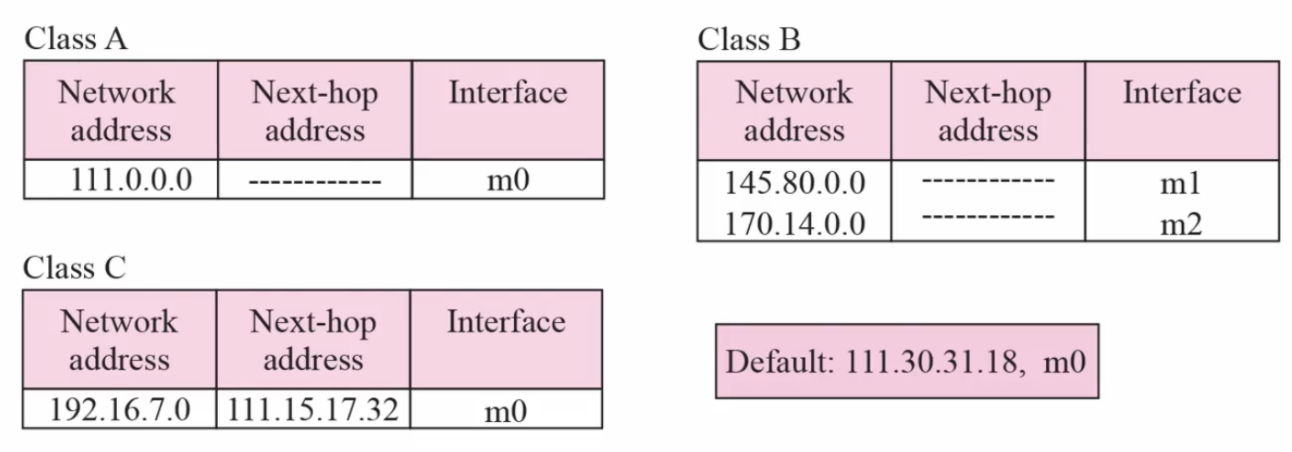 Class A
Network address Next-hop address Interface
111.0.0.0 ------------ m0
Class B
Network address Next-hop address Interface
145.80.0.0 ------------ m1
170.14.0.0 ------------ m2
Class C
Network address Next-hop address Interface
192.16.7.0 111.15.17.32 m0
Default: 111.30.31.18, m0